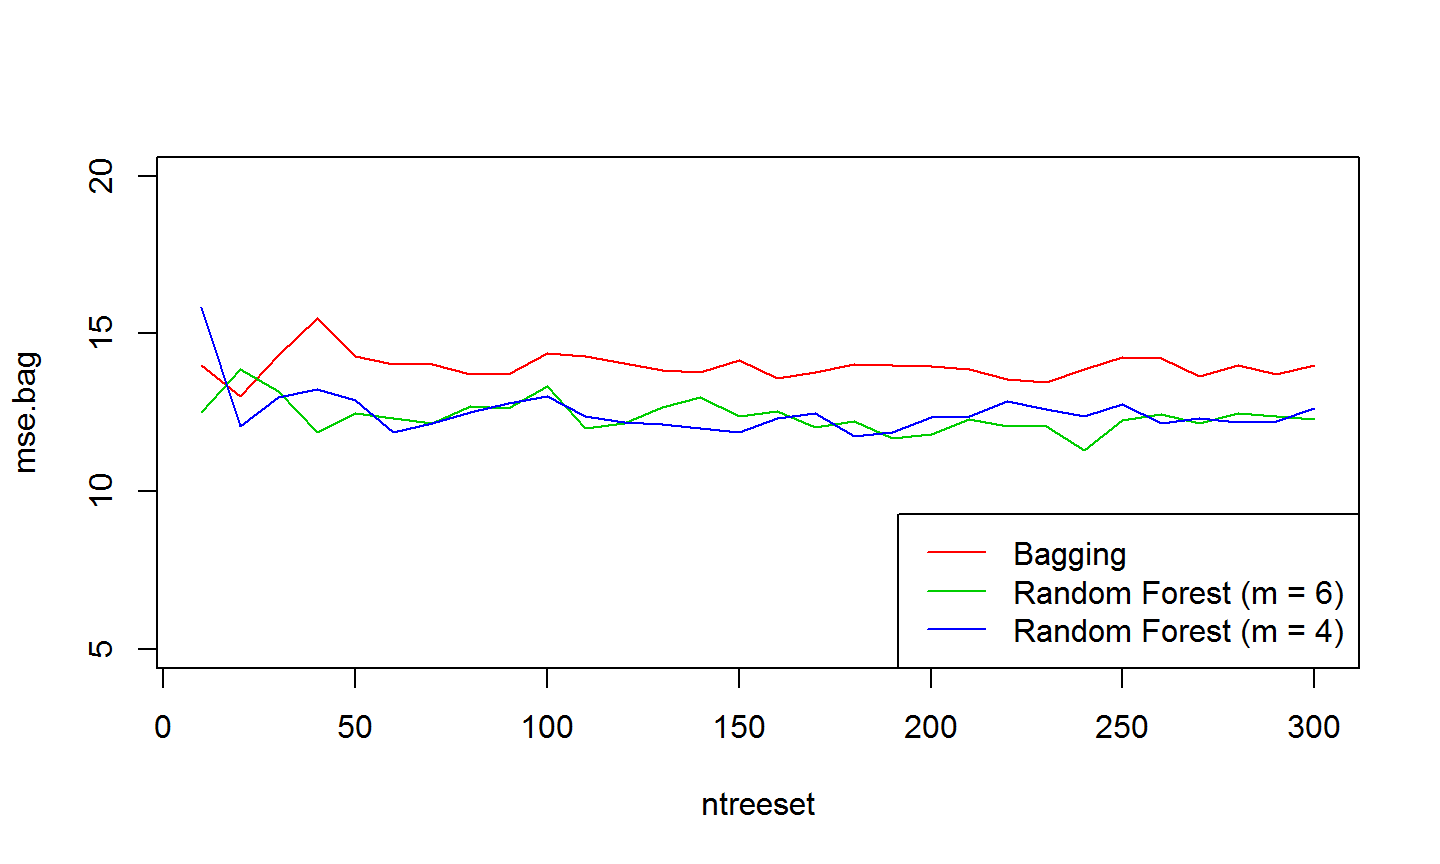 20
15
10
5
mse.bag
Bagging
Random Forest (m = 6)
Random Forest (m = 4)
0 50 100 150 200 250 300
ntreeset